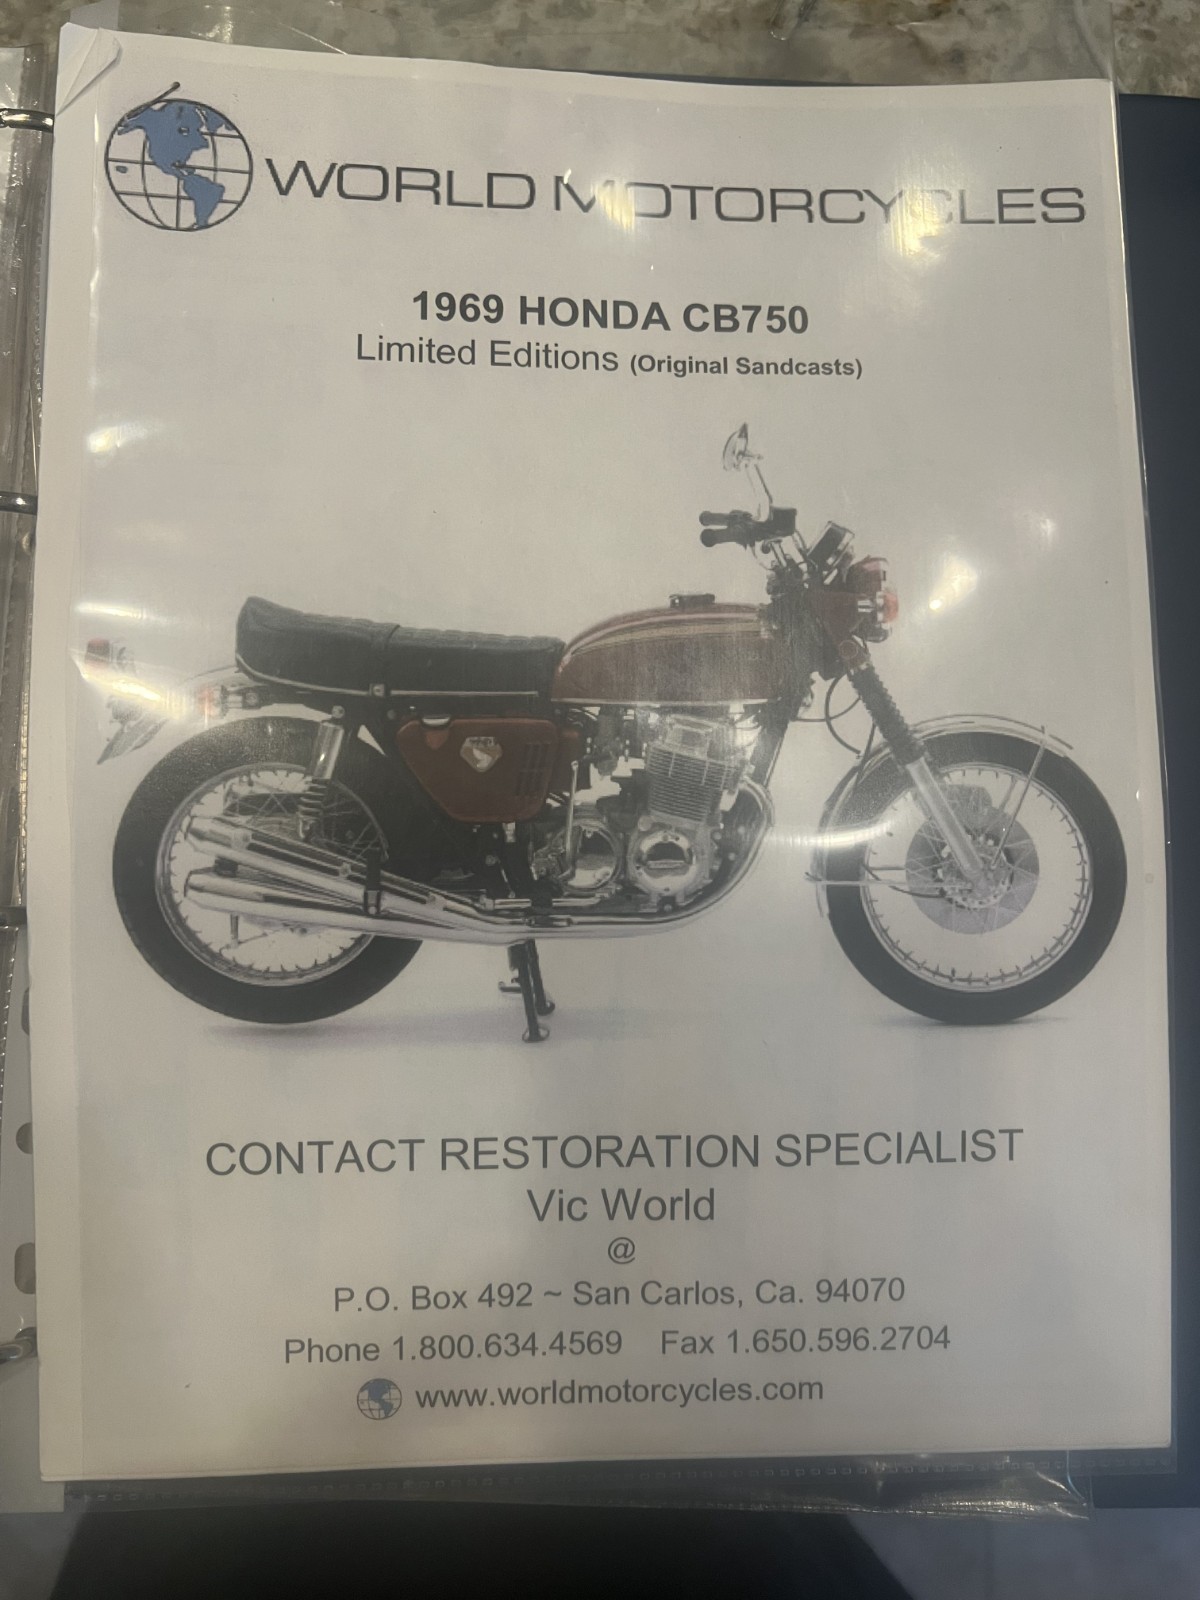 WORLD MOTORCYCLES
1969 HONDA CB750
Limited Editions (Original Sandcasts)
CONTACT RESTORATION SPECIALIST
Vic World
@
P.O. Box 492 ~ San Carlos, Ca. 94070
Phone 1.800.634.4569 Fax 1.650.596.2704
www.worldmotorcycles.com